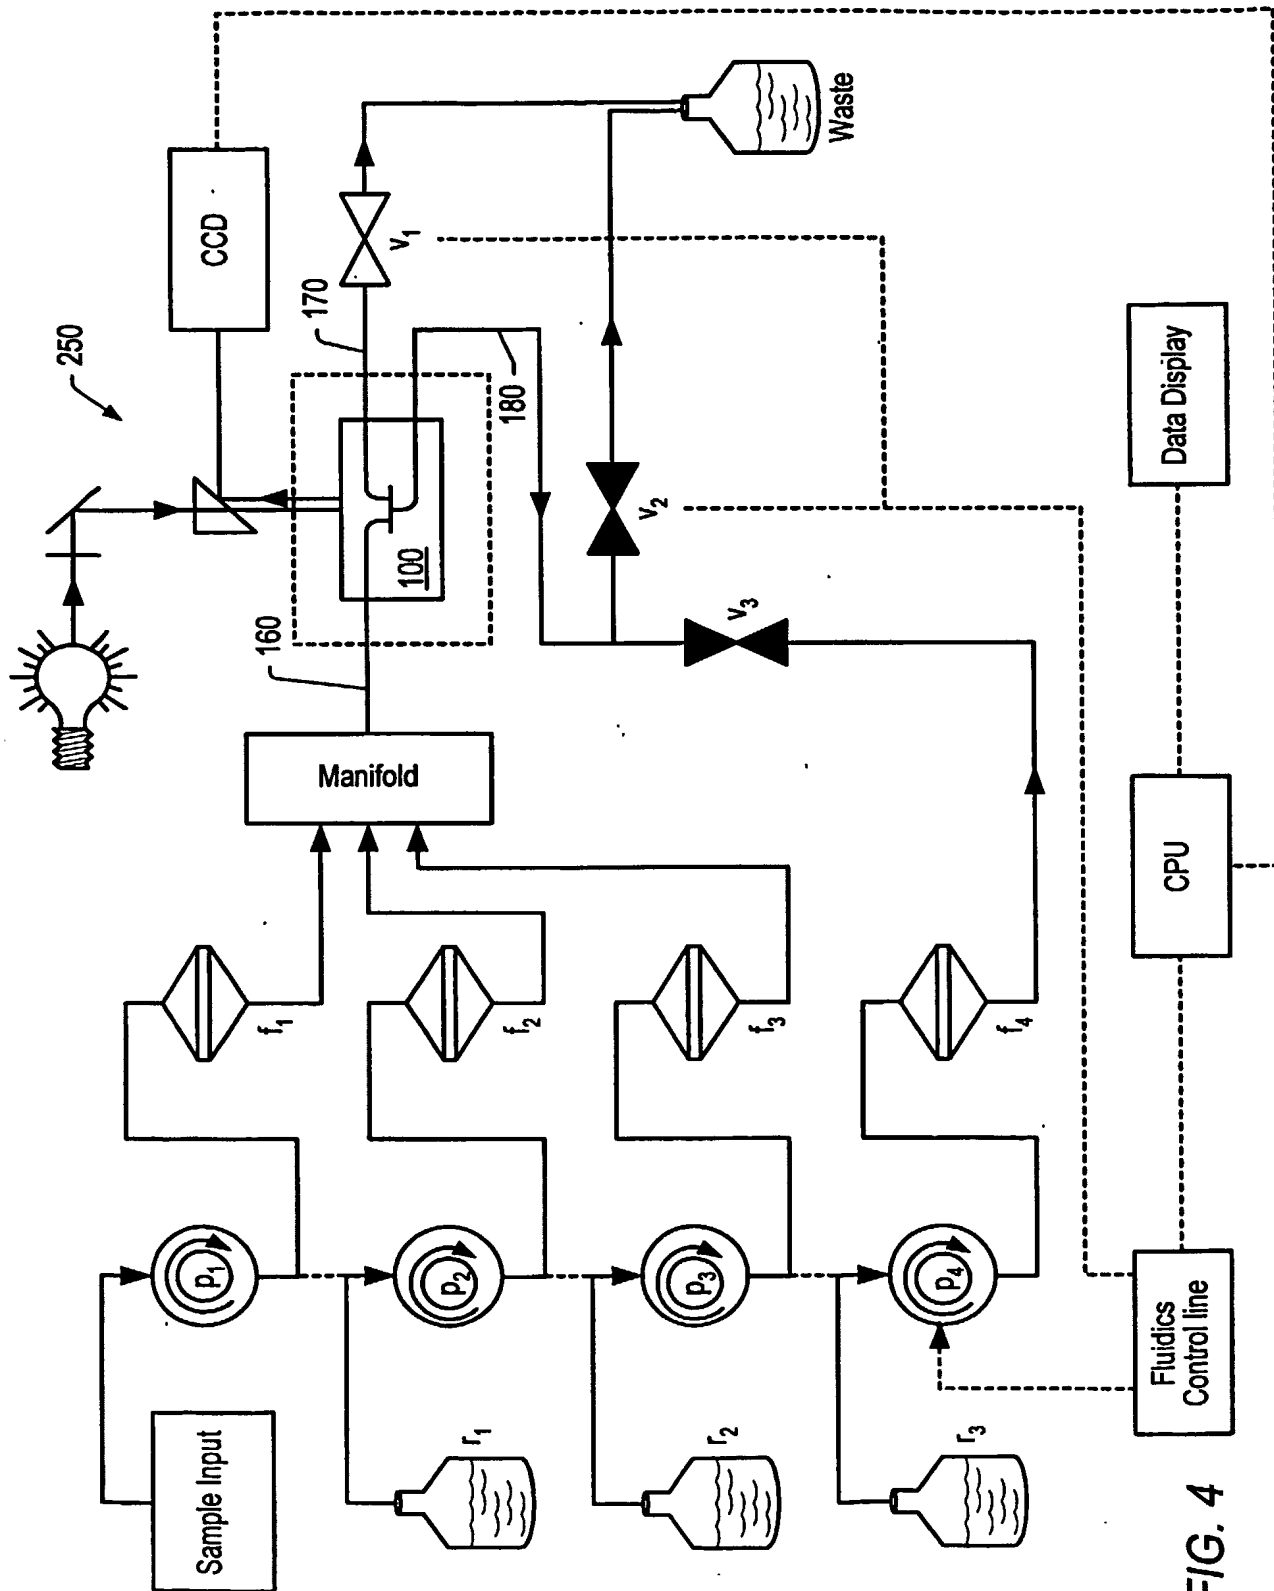 250
CCD
170
v1
160
100
180
Manifold
v2
v3
Waste
f1
f2
f3
f4
p1
p2
p3
p4
Sample Input
r1
r2
r3
Fluidics
Control line
CPU
Data Display
FIG. 4